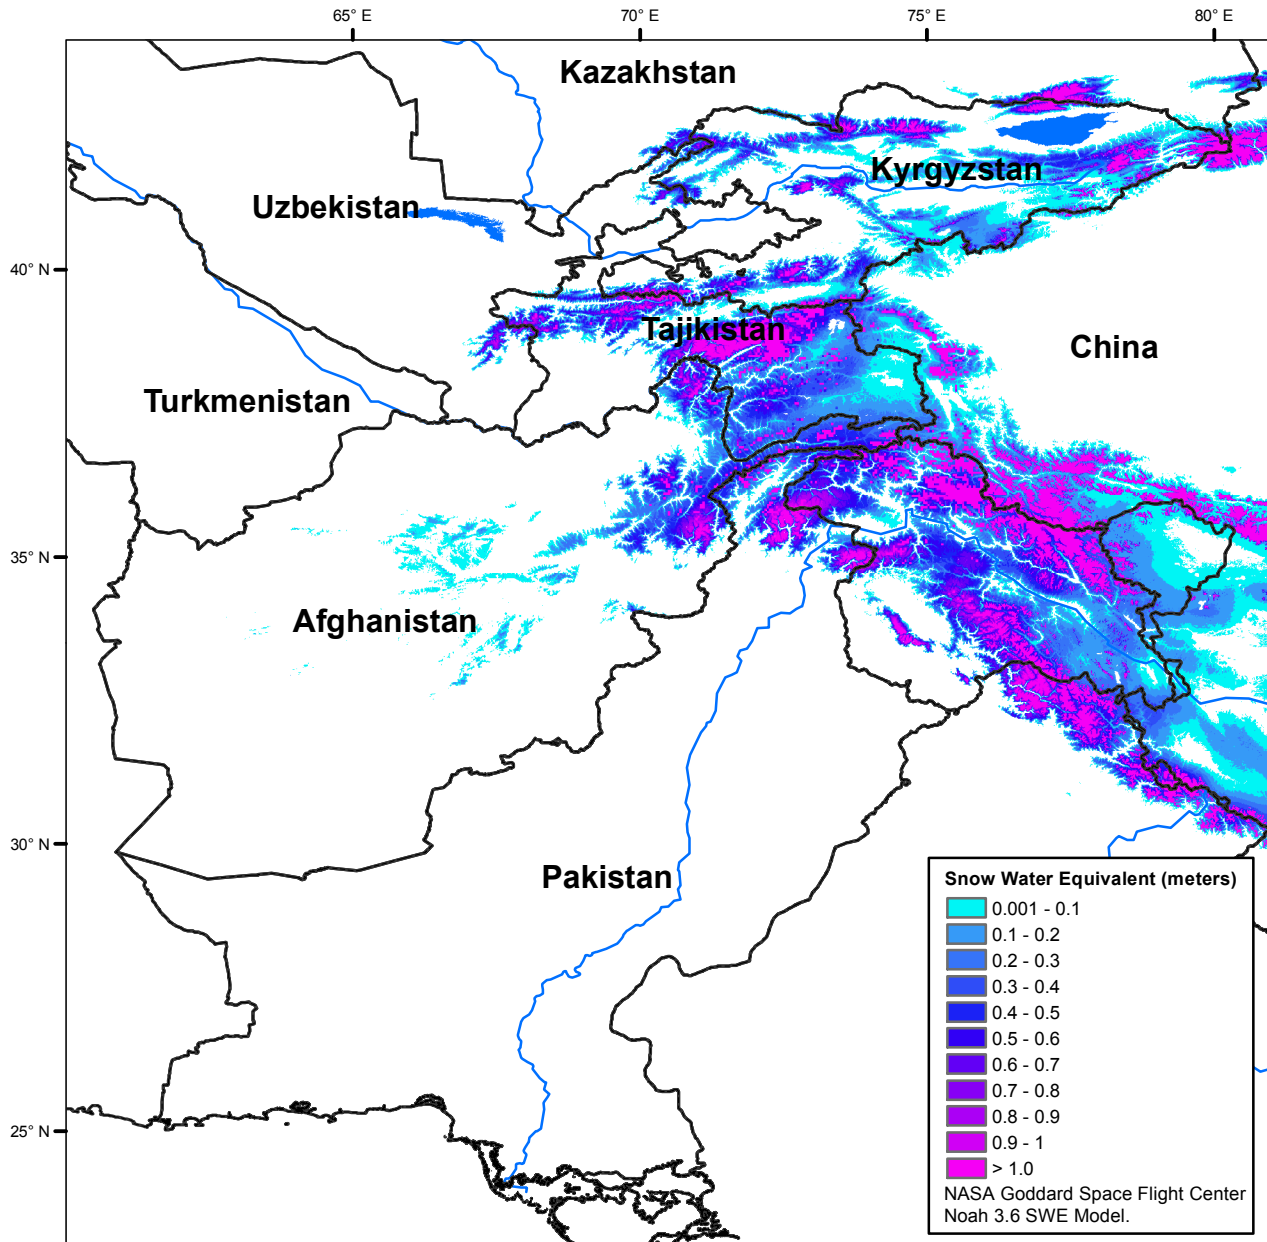 65° E
70° E
75° E
80° E
Kazakhstan
Kyrgyzstan
Uzbekistan
40° N
Tajikistan
China
Turkmenistan
35° N
Afghanistan
30° N
Pakistan
25° N
Snow Water Equivalent (meters)
0.001 - 0.1
0.1 - 0.2
0.2 - 0.3
0.3 - 0.4
0.4 - 0.5
0.5 - 0.6
0.6 - 0.7
0.7 - 0.8
0.8 - 0.9
0.9 - 1
> 1.0
NASA Goddard Space Flight Center
Noah 3.6 SWE Model.